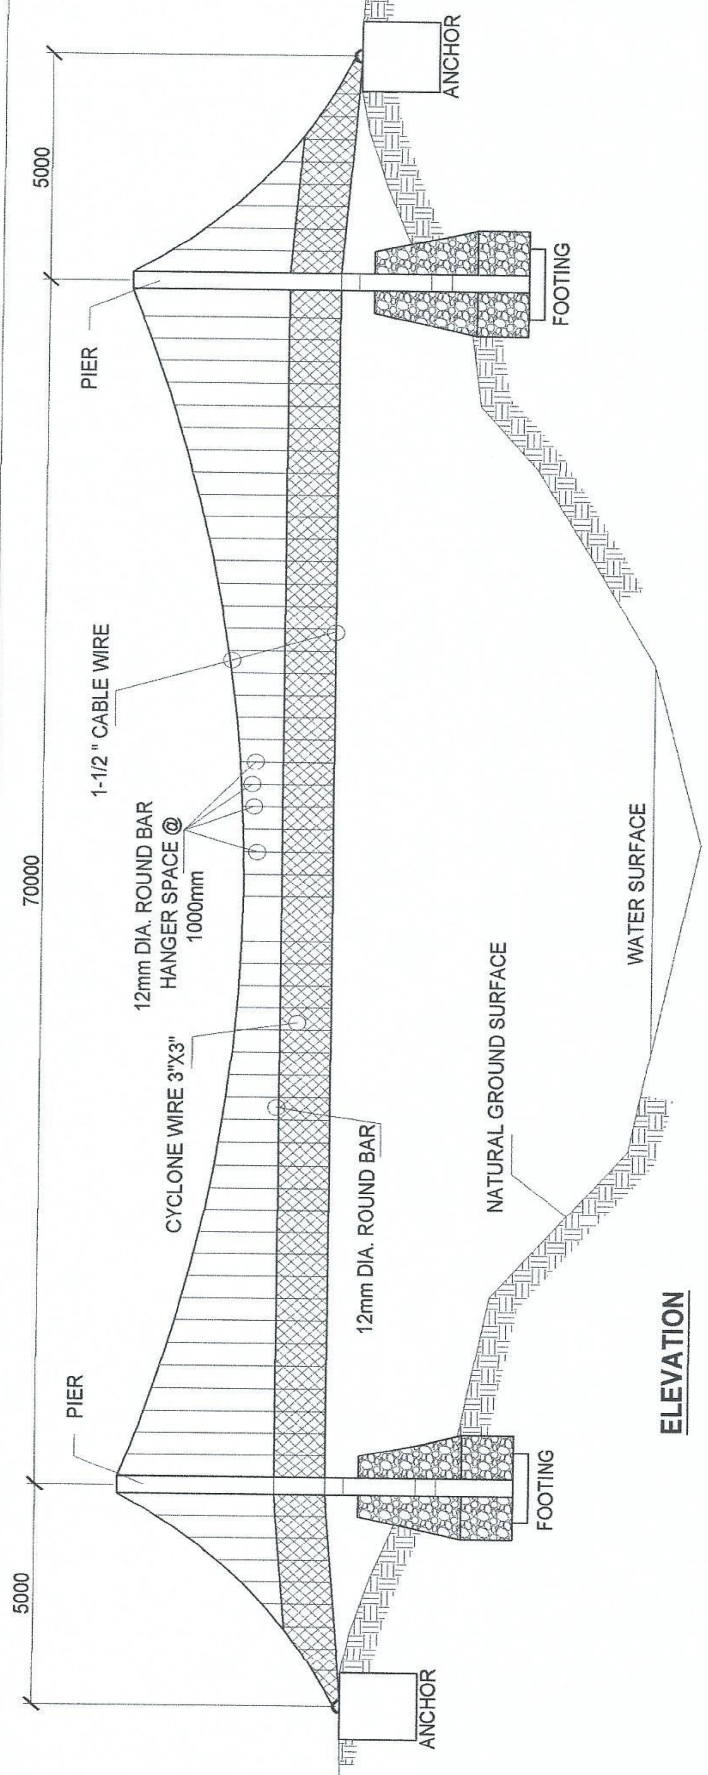 5000
70000
5000
PIER
12mm DIA. ROUND BAR
HANGER SPACE @
1000mm
1-1/2 " CABLE WIRE
PIER
CYCLONE WIRE 3"X3"
12mm DIA. ROUND BAR
ANCHOR
FOOTING
NATURAL GROUND SURFACE
WATER SURFACE
FOOTING
ANCHOR
ELEVATION